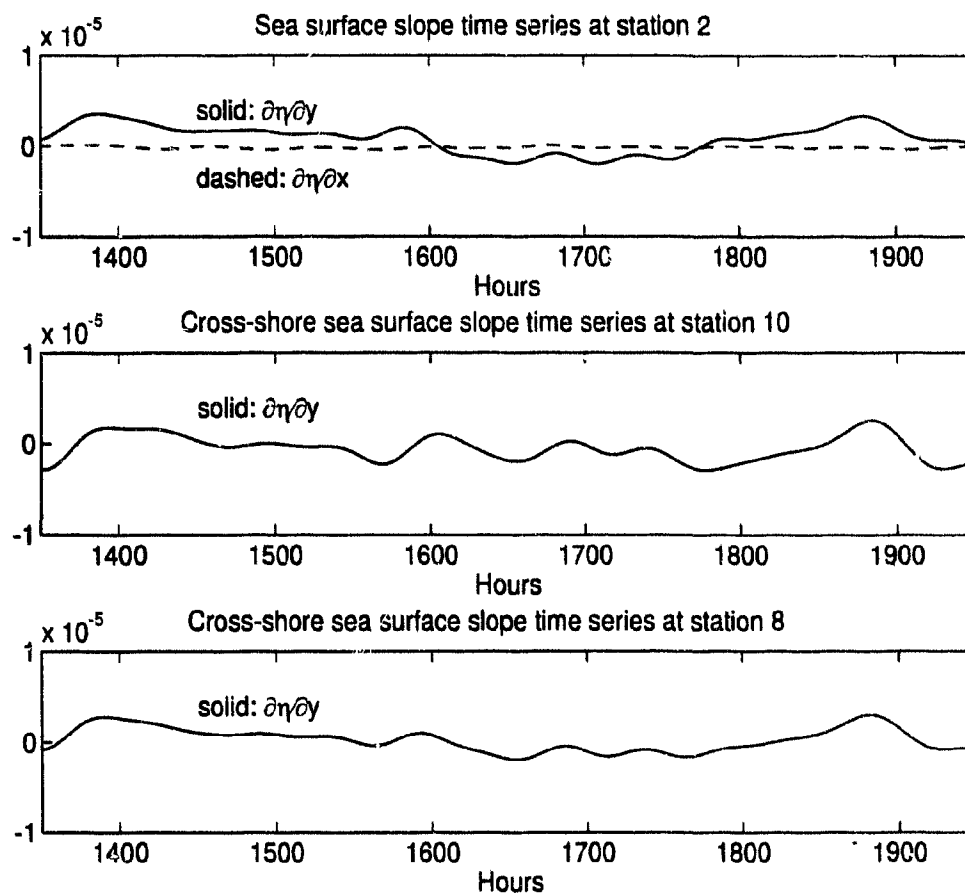 Sea surface slope time series at station 2
x 10^-5
1
solid: ∂η/∂y
0
dashed: ∂η/∂x
-1
1400 1500 1600 1700 1800 1900
Hours
Cross-shore sea surface slope time series at station 10
x 10^-5
1
solid: ∂η/∂y
0
-1
1400 1500 1600 1700 1800 1900
Hours
Cross-shore sea surface slope time series at station 8
x 10^-5
1
solid: ∂η/∂y
0
-1
1400 1500 1600 1700 1800 1900
Hours